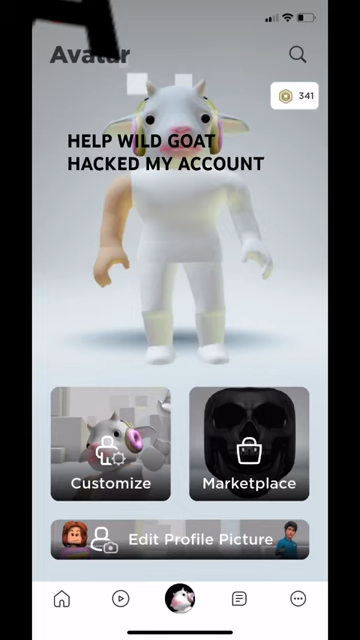 Avatar
341
HELP WILD GOAT
HACKED MY ACCOUNT
Customize
Marketplace
Edit Profile Picture